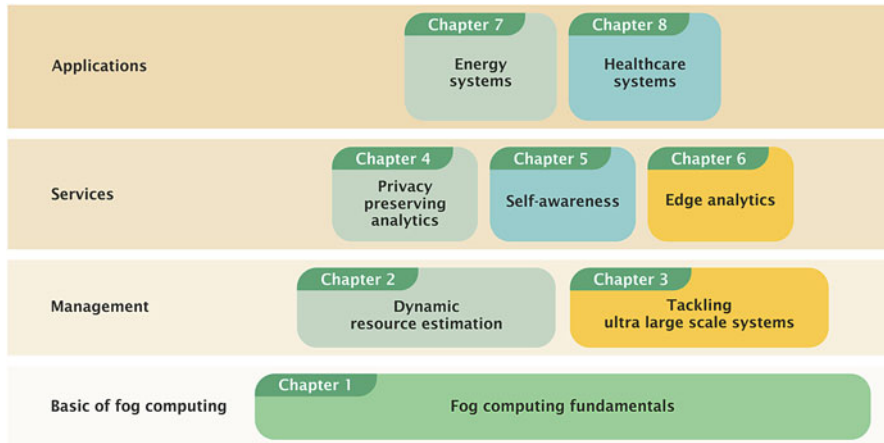 Applications
Chapter 7
Energy
systems
Chapter 8
Healthcare
systems
Services
Chapter 4
Privacy
preserving
analytics
Chapter 5
Self-awareness
Chapter 6
Edge analytics
Management
Chapter 2
Dynamic
resource estimation
Chapter 3
Tackling
ultra large scale systems
Basic of fog computing
Chapter 1
Fog computing fundamentals